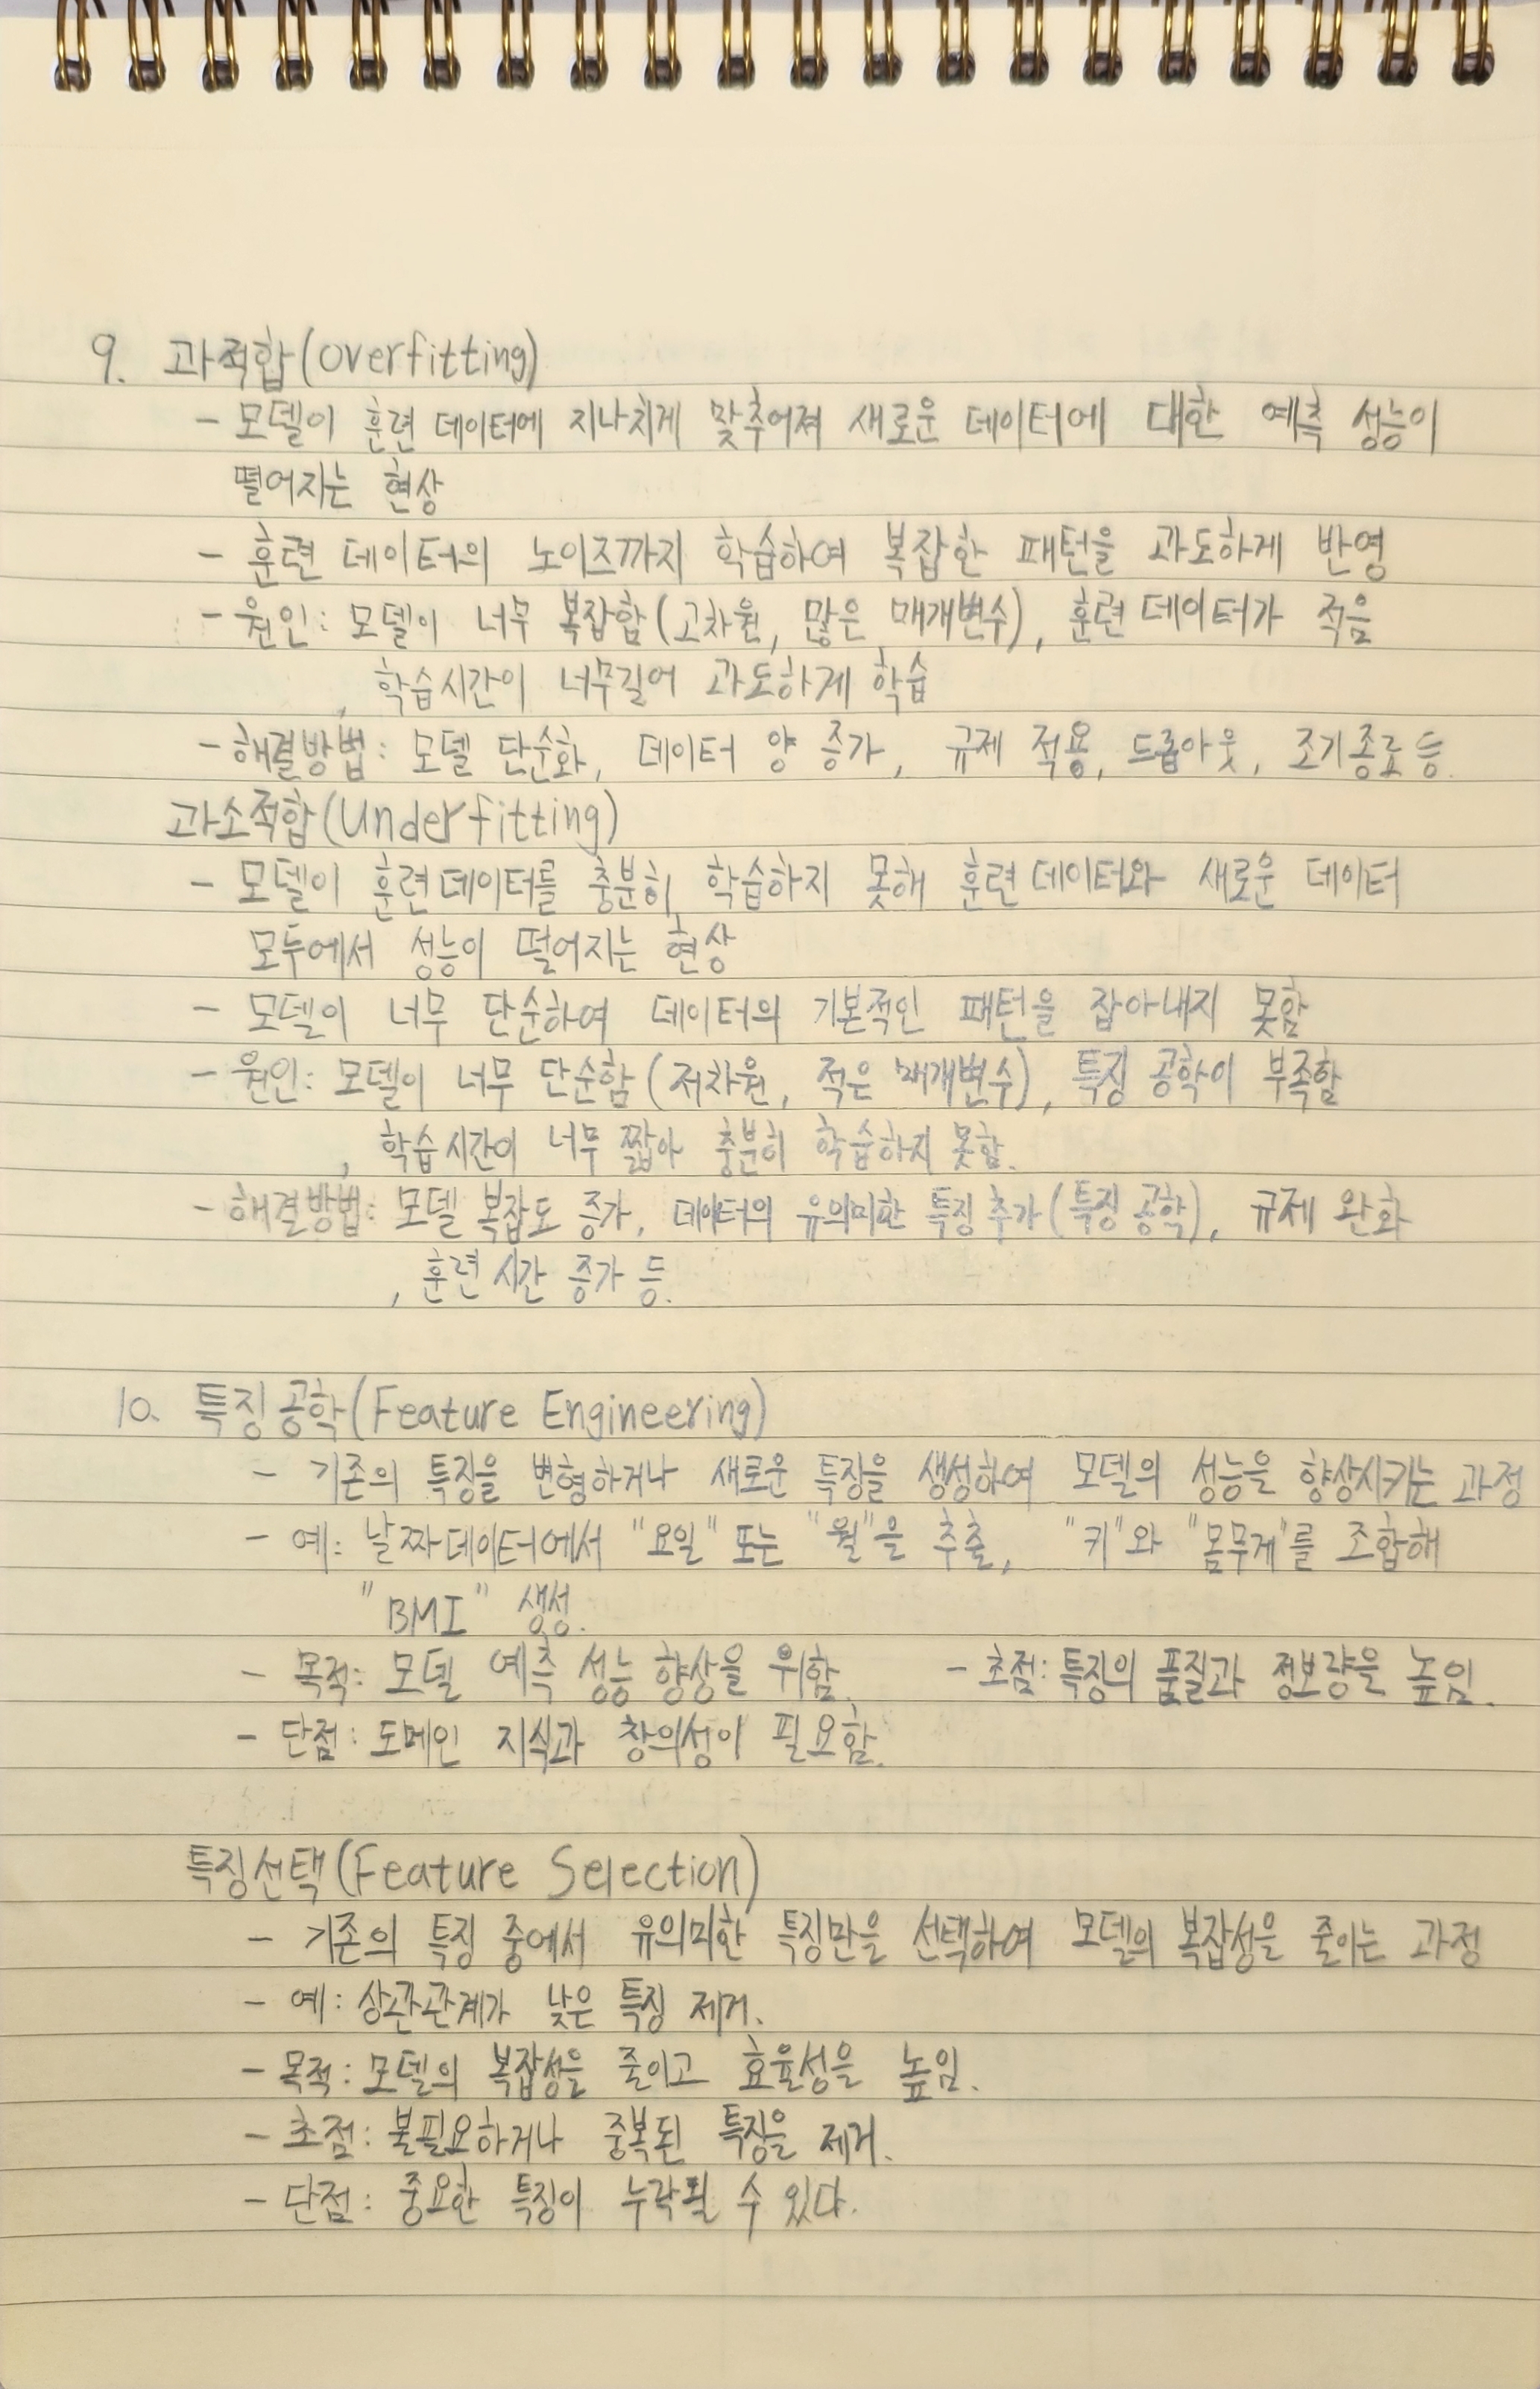 9. 과적합(Overfitting)
- 모델이 훈련 데이터에 지나치게 맞추어져 새로운 데이터에 대한 예측 성능이
떨어지는 현상
- 훈련 데이터의 노이즈까지 학습하여 복잡한 패턴을 과도하게 반영
- 원인: 모델이 너무 복잡함(고차원, 많은 매개변수), 훈련 데이터가 적음
, 학습시간이 너무길어 과도하게 학습
- 해결방법: 모델 단순화, 데이터 양 증가, 규제 적용, 드롭아웃, 조기종료 등.
과소적합(Underfitting)
- 모델이 훈련데이터를 충분히 학습하지 못해 훈련데이터와 새로운 데이터
모두에서 성능이 떨어지는 현상
- 모델이 너무 단순하여 데이터의 기본적인 패턴을 잡아내지 못함
- 원인: 모델이 너무 단순함(저차원, 적은 매개변수), 특징 공학이 부족함
, 학습시간이 너무 짧아 충분히 학습하지 못함.
- 해결방법: 모델 복잡도 증가, 데이터의 유의미한 특징 추가(특징 공학), 규제 완화
, 훈련 시간 증가 등.
10. 특징 공학(Feature Engineering)
- 기존의 특징을 변형하거나 새로운 특징을 생성하여 모델의 성능을 향상시키는 과정
- 예: 날짜데이터에서 "요일" 또는 "월"을 추출, "키"와 "몸무게"를 조합해
"BMI" 생성.
- 목적: 모델 예측 성능 향상을 위함. - 초점: 특징의 품질과 정보량을 높임.
- 단점: 도메인 지식과 창의성이 필요함.
특징선택(Feature Selection)
- 기존의 특징 중에서 유의미한 특징만을 선택하여 모델의 복잡성을 줄이는 과정
- 예: 상관관계가 낮은 특징 제거.
- 목적: 모델의 복잡성을 줄이고 효율성을 높임.
- 초점: 불필요하거나 중복된 특징을 제거.
- 단점: 중요한 특징이 누락될 수 있다.